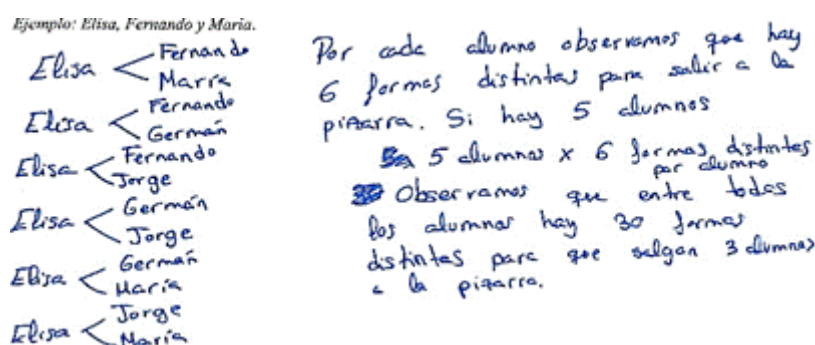 Ejemplo: Elisa, Fernando y María.
Elisa < Fernando
María
Elisa < Fernando
Germán
Elisa < Fernando
Jorge
Elisa < Germán
Jorge
Elisa < Germán
María
Elisa < Jorge
María
Por cada alumno observamos que hay
6 formas distintas para salir a la
pizarra. Si hay 5 alumnos
5 alumnos x 6 formas distintas
por alumno
Observamos que entre todos
los alumnos hay 30 formas
distintas para que salgan 3 alumnos
a la pizarra.